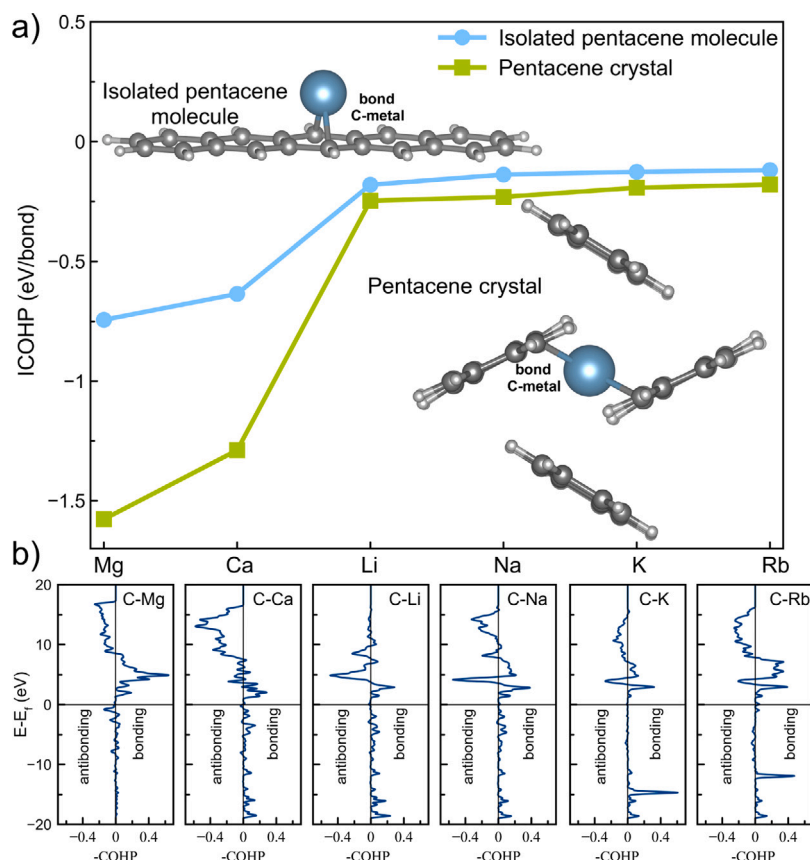 a)
0.5
Isolated pentacene molecule
Pentacene crystal
Isolated pentacene
molecule
bond
C-metal
0
−0.5
Pentacene crystal
bond
C-metal
−1
−1.5
ICOHP (eV/bond)
Mg Ca Li Na K Rb
b)
20
C-Mg C-Ca C-Li C-Na C-K C-Rb
10
0
−10
−20
E-Ef (eV)
antibonding bonding antibonding bonding antibonding bonding antibonding bonding antibonding bonding antibonding bonding
−0.4 0 0.4 −0.4 0 0.4 −0.4 0 0.4 −0.4 0 0.4 −0.4 0 0.4 −0.4 0 0.4
-COHP -COHP -COHP -COHP -COHP -COHP